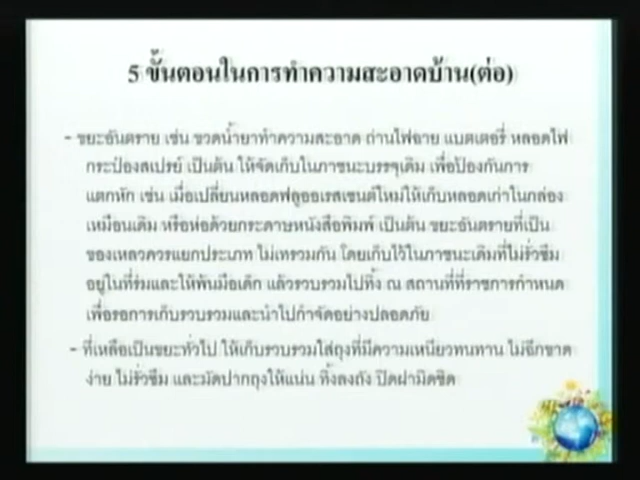 5 ขั้นตอนในการทำความสะอาดบ้าน(ต่อ)
- ขยะอันตราย เช่น ขวดน้ำยาทำความสะอาด ถ่านไฟฉาย แบตเตอรี่ หลอดไฟ
กระป๋องสเปรย์ เป็นต้น ให้จัดเก็บในภาชนะบรรจุเดิม เพื่อป้องกันการ
แตกหัก เช่น เมื่อเปลี่ยนหลอดฟลูออเรสเซนต์ใหม่ให้เก็บหลอดเก่าในกล่อง
เหมือนเดิม หรือห่อด้วยกระดาษหนังสือพิมพ์ เป็นต้น ขยะอันตรายที่เป็น
ของเหลวควรแยกประเภท ไม่เทรวมกัน โดยเก็บไว้ในภาชนะเดิมที่ไม่รั่วซึม
อยู่ในที่ร่มและให้พ้นมือเด็ก แล้วรวบรวมไปทิ้ง ณ สถานที่ที่ราชการกำหนด
เพื่อรอการเก็บรวบรวมและนำไปกำจัดอย่างปลอดภัย
- ที่เหลือเป็นขยะทั่วไป ให้เก็บรวบรวมใส่ถุงที่มีความเหนียวทนทาน ไม่ฉีกขาด
ง่าย ไม่รั่วซึม และมัดปากถุงให้แน่น ทิ้งลงถัง ปิดฝามิดชิด